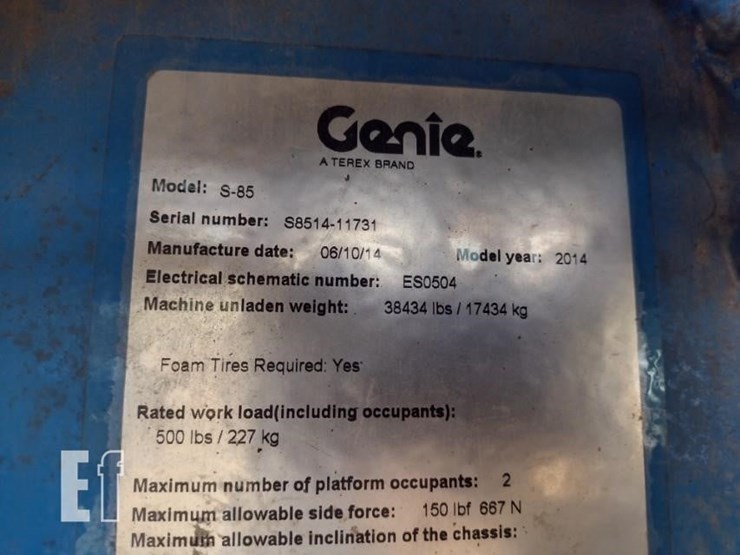 Genie.
A TEREX BRAND
Model: S-85
Serial number: S8514-11731
Manufacture date: 06/10/14 Model year: 2014
Electrical schematic number: ES0504
Machine unladen weight: 38434 lbs / 17434 kg
Foam Tires Required: Yes
Rated work load(including occupants):
500 lbs / 227 kg
Maximum number of platform occupants: 2
Maximum allowable side force: 150 lbf 667 N
Maximum allowable inclination of the chassis:
Ef